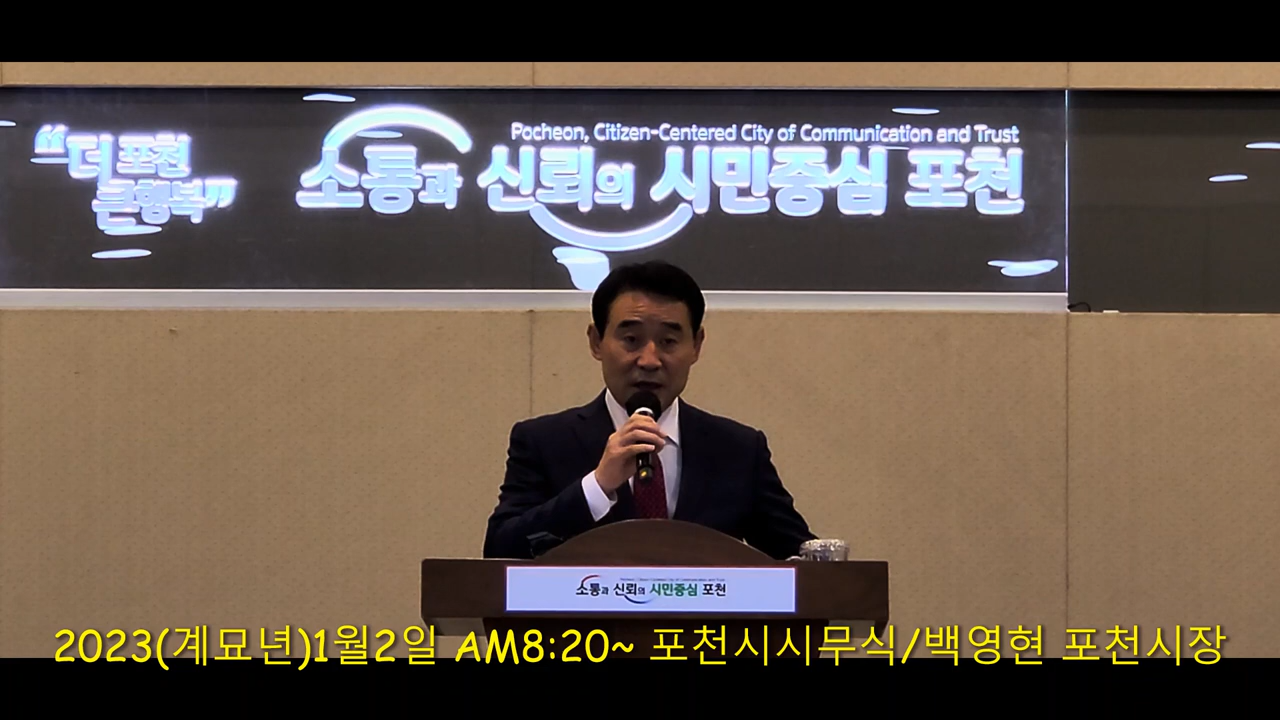 “더 포천
큰 행복”
Pocheon, Citizen-Centered City of Communication and Trust
소통과 신뢰의 시민중심 포천
소통과 신뢰의 시민중심 포천
2023(계묘년)1월2일 AM8:20~ 포천시시무식/백영현 포천시장